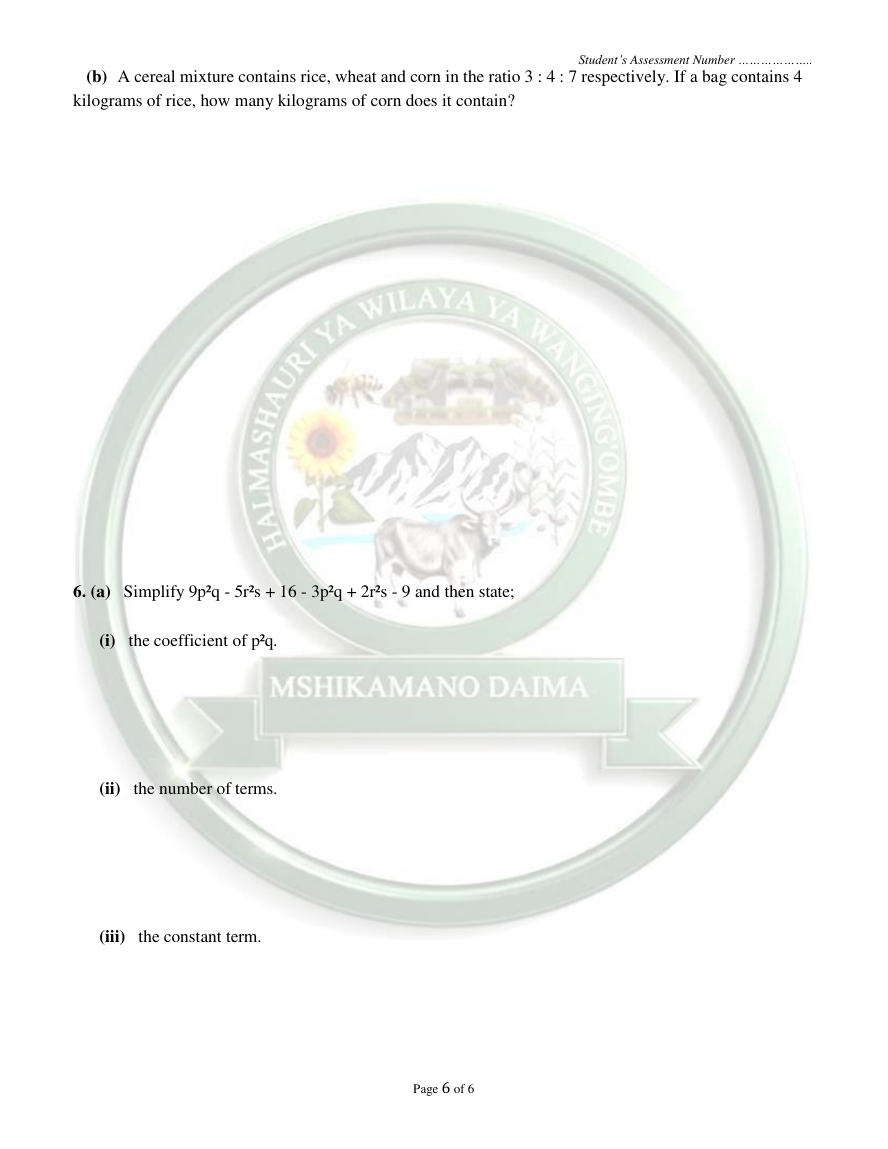 Student’s Assessment Number ………………..
(b) A cereal mixture contains rice, wheat and corn in the ratio 3 : 4 : 7 respectively. If a bag contains 4
kilograms of rice, how many kilograms of corn does it contain?
HALMASHAURI YA WILAYA YA WANGING'OMBE
6. (a) Simplify 9p²q - 5r²s + 16 - 3p²q + 2r²s - 9 and then state;
(i) the coefficient of p²q.
MSHIKAMANO DAIMA
(ii) the number of terms.
(iii) the constant term.
Page 6 of 6